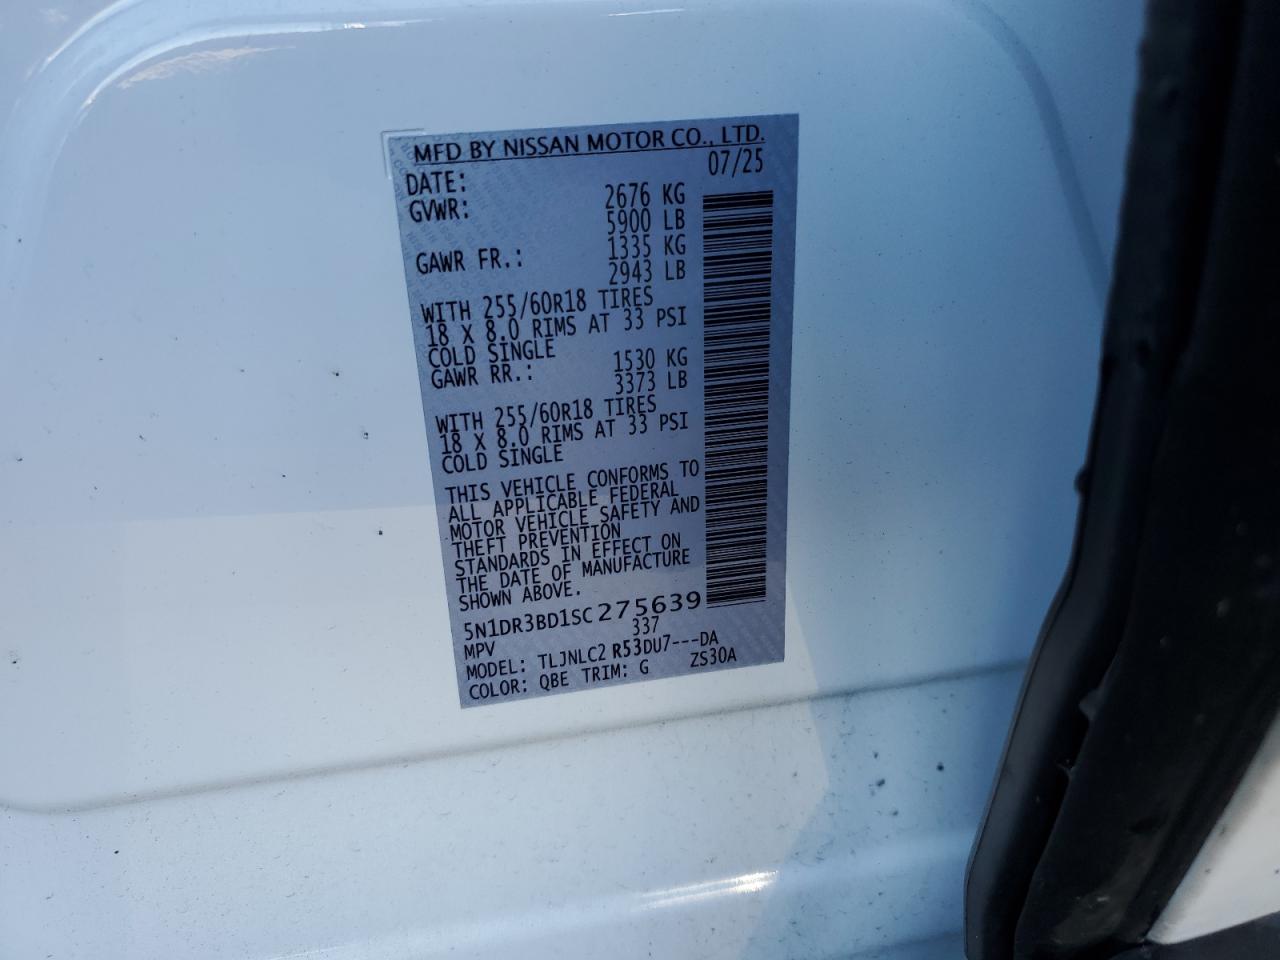 MFD BY NISSAN MOTOR CO., LTD.
DATE: 07/25
GVWR: 2676 KG
5900 LB
GAWR FR.: 1335 KG
2943 LB
WITH 255/60R18 TIRES
18 X 8.0 RIMS AT 33 PSI
COLD SINGLE
GAWR RR.: 1530 KG
3373 LB
WITH 255/60R18 TIRES
18 X 8.0 RIMS AT 33 PSI
COLD SINGLE
THIS VEHICLE CONFORMS TO
ALL APPLICABLE FEDERAL
MOTOR VEHICLE SAFETY AND
THEFT PREVENTION
STANDARDS IN EFFECT ON
THE DATE OF MANUFACTURE
SHOWN ABOVE.
5N1DR3BD1SC275639
MPV 337
MODEL: TLJNLC2 R53DU7---DA
COLOR: QBE TRIM: G ZS30A